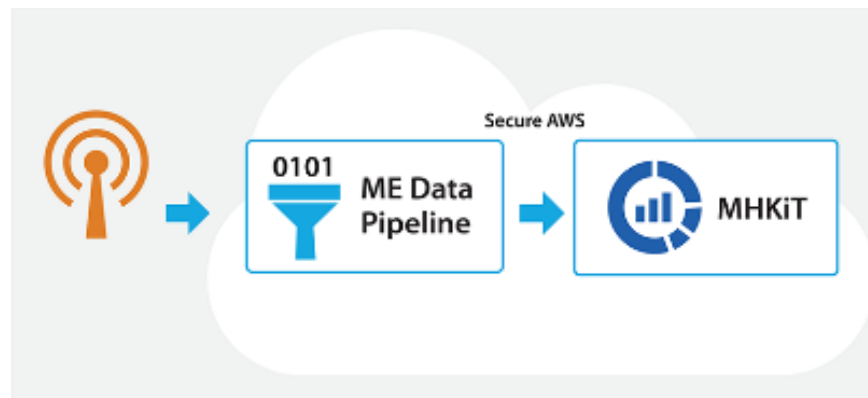 Secure AWS
0101
ME Data
Pipeline
MHKiT